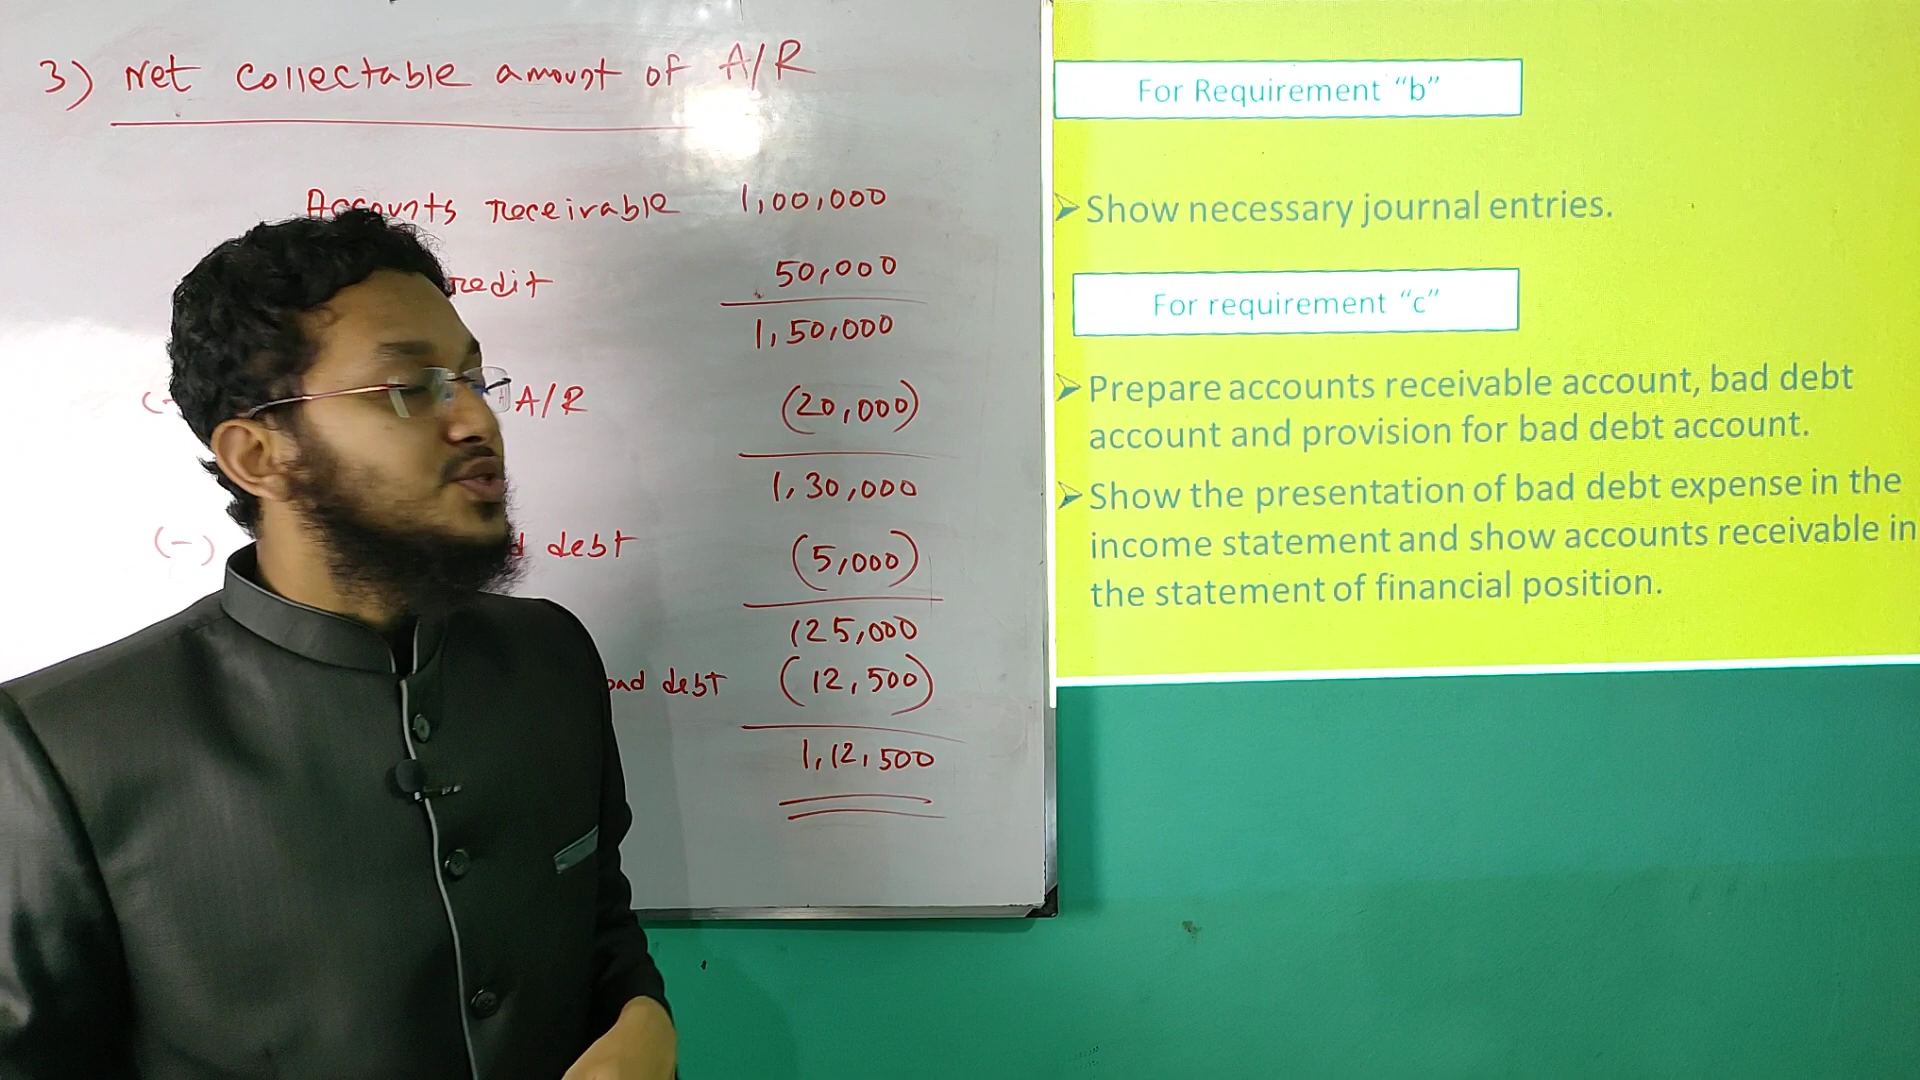 3) Net collectable amount of A/R
Accounts receivable 1,00,000
credit 50,000
1,50,000
A/R (20,000)
1,30,000
(-) debt (5,000)
125,000
bad debt (12,500)
1,12,500
For Requirement “b”
➢Show necessary journal entries.
For requirement “c”
➢Prepare accounts receivable account, bad debt
account and provision for bad debt account.
➢Show the presentation of bad debt expense in the
income statement and show accounts receivable in
the statement of financial position.